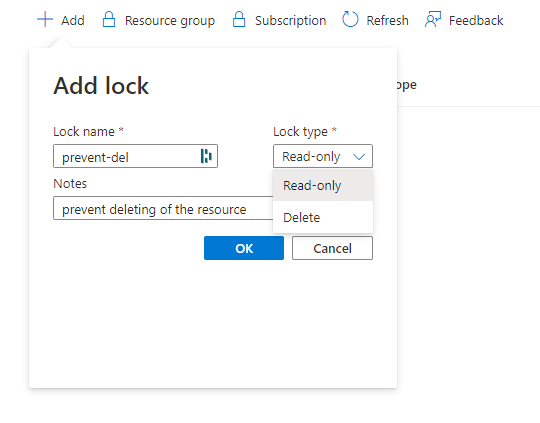 Add Resource group Subscription Refresh Feedback
Add lock
ope
Lock name * Lock type *
prevent-del Read-only
Notes Read-only
prevent deleting of the resource Delete
OK Cancel